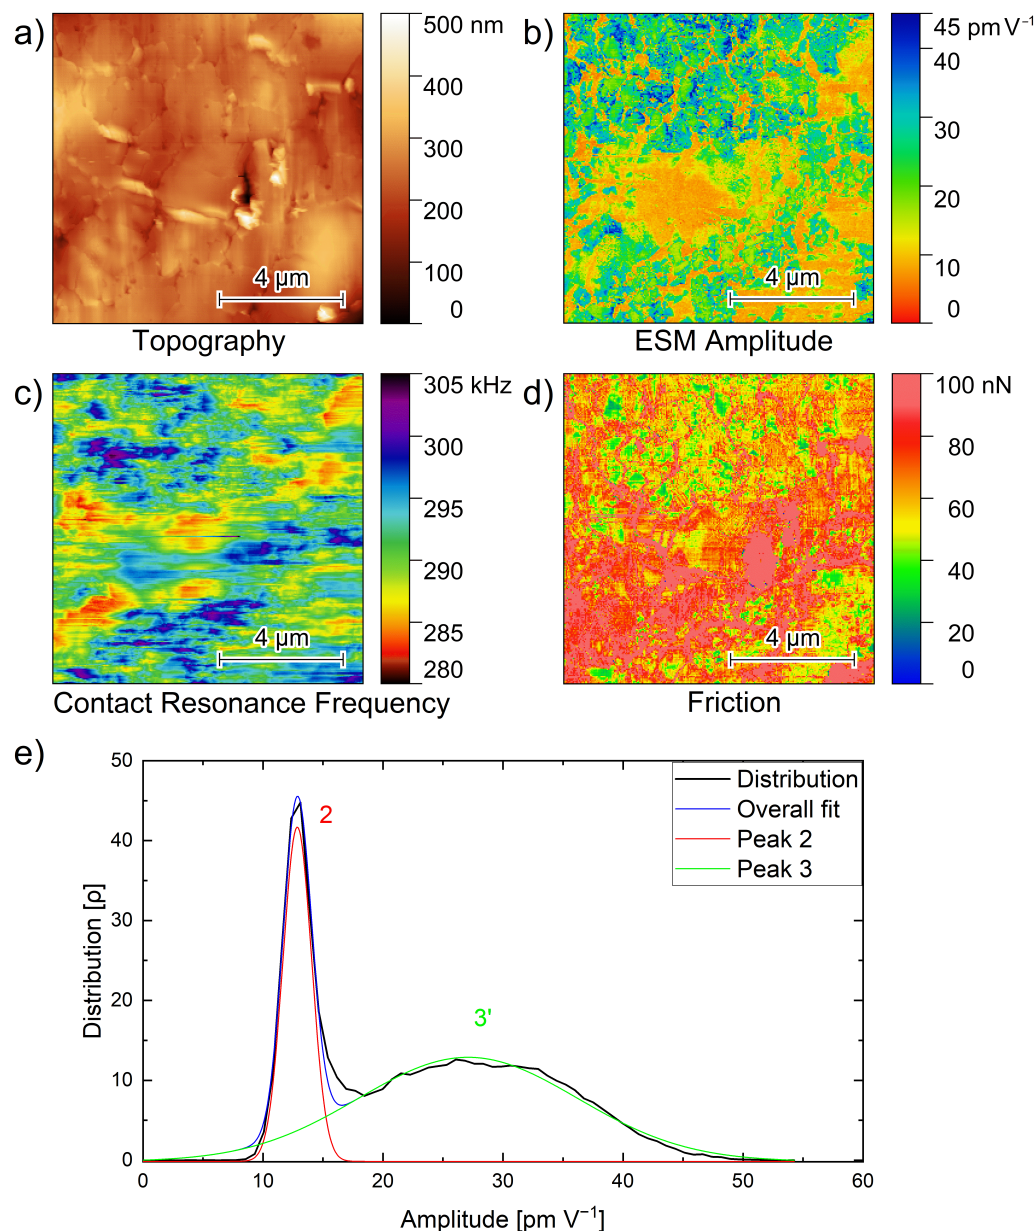 a)
500 nm
400
300
200
100
0
4 µm
Topography
b)
45 pm V⁻¹
40
30
20
10
0
4 µm
ESM Amplitude
c)
305 kHz
300
295
290
285
280
4 µm
Contact Resonance Frequency
d)
100 nN
80
60
40
20
0
4 µm
Friction
e)
50
40
30
20
10
0
Distribution [ρ]
2
3'
Distribution
Overall fit
Peak 2
Peak 3
0 10 20 30 40 50 60
Amplitude [pm V⁻¹]